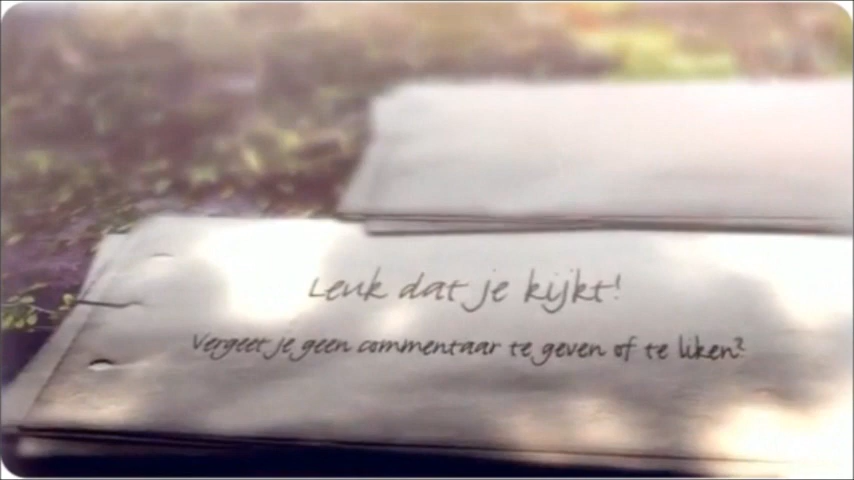 Leuk dat je kijkt!
Vergeet je geen commentaar te geven of te liken?